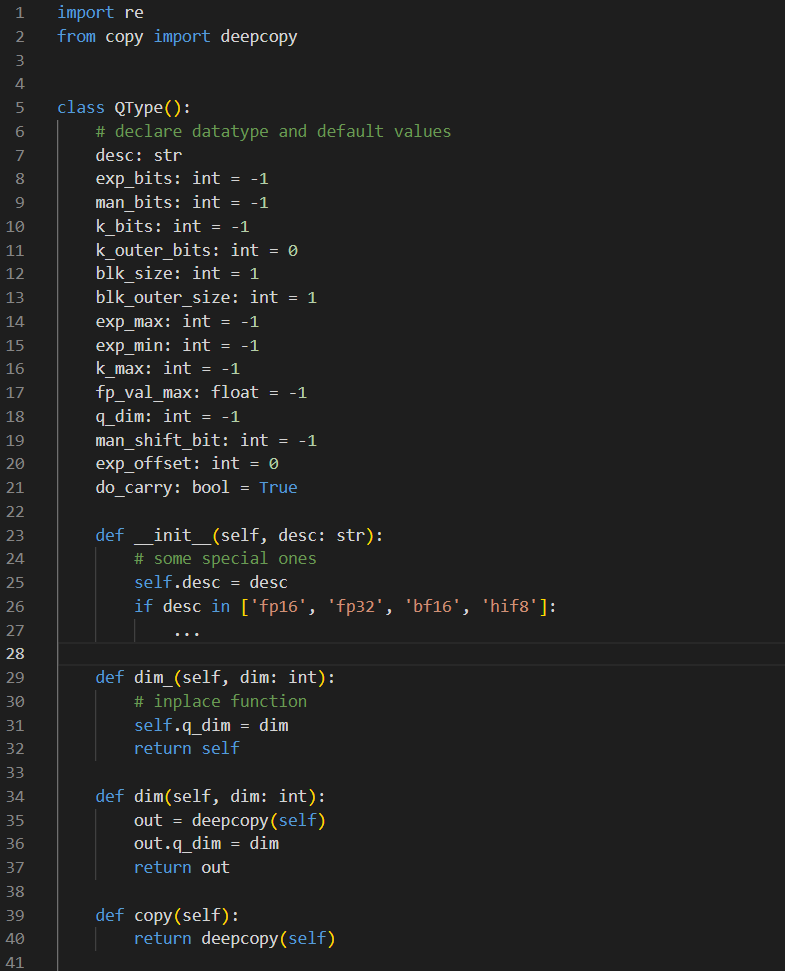 1 import re
2 from copy import deepcopy
3
4
5 class QType():
6     # declare datatype and default values
7     desc: str
8     exp_bits: int = -1
9     man_bits: int = -1
10     k_bits: int = -1
11     k_outer_bits: int = 0
12     blk_size: int = 1
13     blk_outer_size: int = 1
14     exp_max: int = -1
15     exp_min: int = -1
16     k_max: int = -1
17     fp_val_max: float = -1
18     q_dim: int = -1
19     man_shift_bit: int = -1
20     exp_offset: int = 0
21     do_carry: bool = True
22
23     def __init__(self, desc: str):
24         # some special ones
25         self.desc = desc
26         if desc in ['fp16', 'fp32', 'bf16', 'hif8']:
27             ...
28
29     def dim_(self, dim: int):
30         # inplace function
31         self.q_dim = dim
32         return self
33
34     def dim(self, dim: int):
35         out = deepcopy(self)
36         out.q_dim = dim
37         return out
38
39     def copy(self):
40         return deepcopy(self)
41